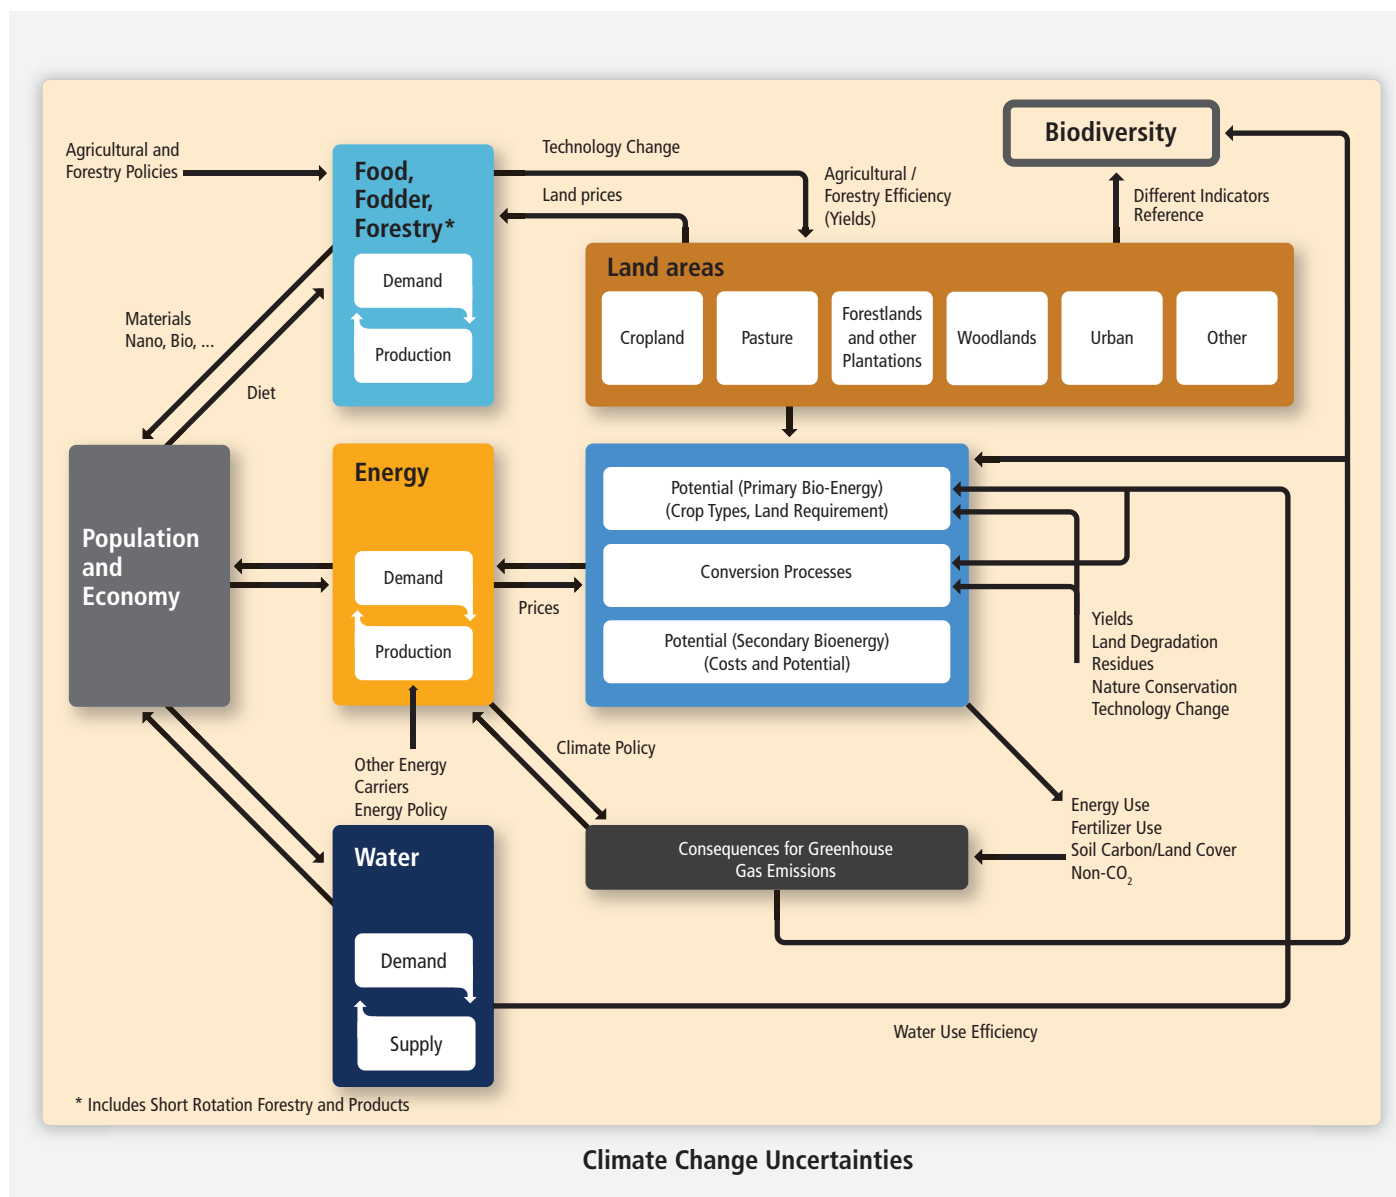 Biodiversity
Agricultural and
Forestry Policies
Food,
Fodder,
Forestry*
Demand
Production
Technology Change
Land prices
Agricultural /
Forestry Efficiency
(Yields)
Different Indicators
Reference
Land areas
Cropland
Pasture
Forestlands
and other
Plantations
Woodlands
Urban
Other
Materials
Nano, Bio, ...
Diet
Population
and
Economy
Energy
Demand
Production
Prices
Potential (Primary Bio-Energy)
(Crop Types, Land Requirement)
Conversion Processes
Potential (Secondary Bioenergy)
(Costs and Potential)
Yields
Land Degradation
Residues
Nature Conservation
Technology Change
Other Energy
Carriers
Energy Policy
Climate Policy
Energy Use
Fertilizer Use
Soil Carbon/Land Cover
Non-CO₂
Consequences for Greenhouse
Gas Emissions
Water
Demand
Supply
Water Use Efficiency
* Includes Short Rotation Forestry and Products
Climate Change Uncertainties